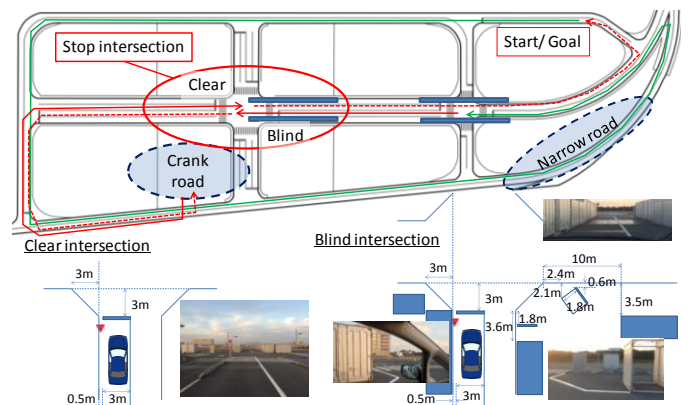 Stop intersection
Start/ Goal
Clear
Blind
Crank
road
Narrow road
Clear intersection
Blind intersection
3m
3m
0.5m
3m
3m
3m
0.5m
3m
10m
2.4m
0.6m
2.1m
1.8m
3.5m
1.8m
3.6m